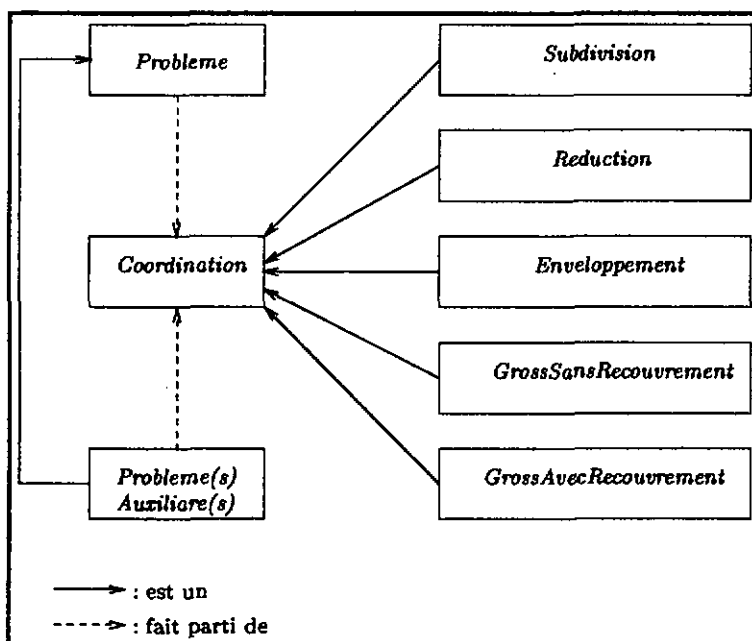 Probleme
Subdivision
Reduction
Coordination
Enveloppement
GrossSansRecouvrement
Probleme(s)
Auxiliare(s)
GrossAvecRecouvrement
: est un
: fait parti de